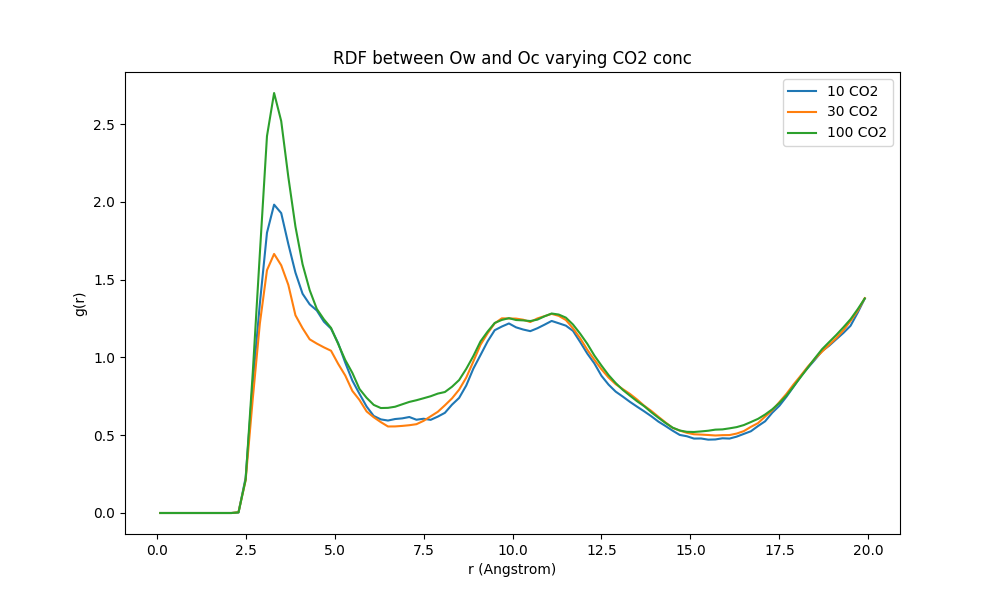 RDF between Ow and Oc varying CO2 conc
10 CO2
30 CO2
100 CO2
2.5
2.0
1.5
1.0
0.5
0.0
g(r)
0.0 2.5 5.0 7.5 10.0 12.5 15.0 17.5 20.0
r (Angstrom)